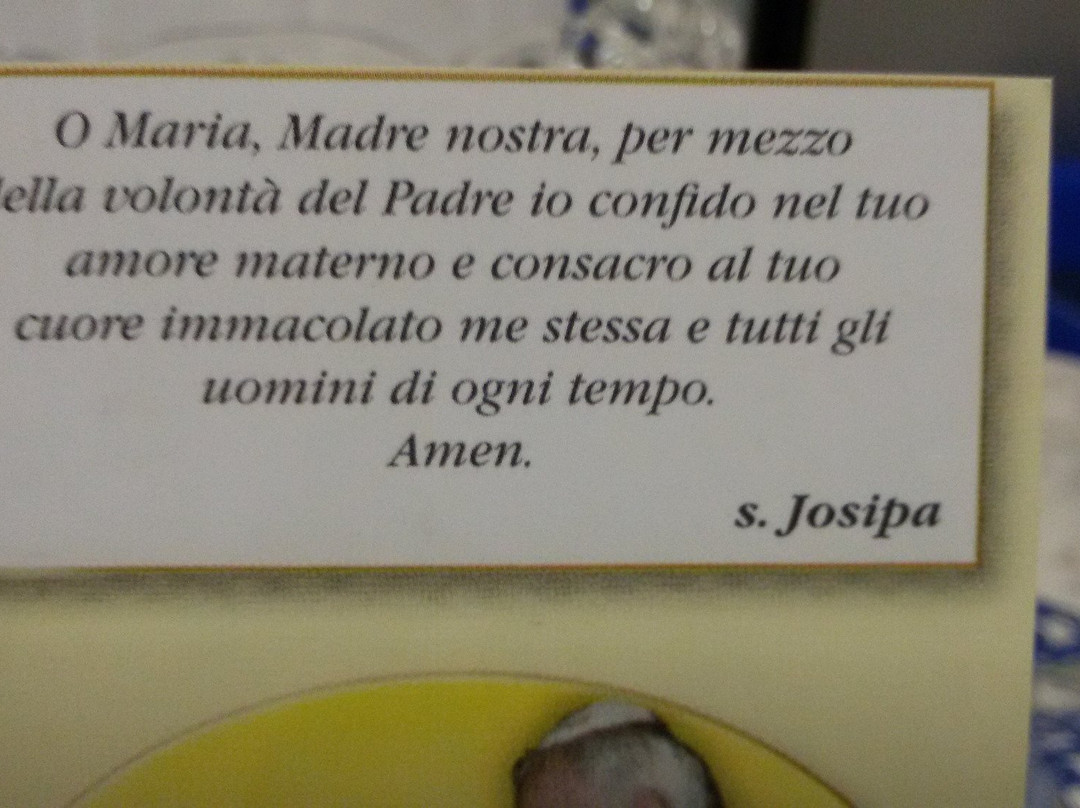 O Maria, Madre nostra, per mezzo
della volontà del Padre io confido nel tuo
amore materno e consacro al tuo
cuore immacolato me stessa e tutti gli
uomini di ogni tempo.
Amen.
s. Josipa